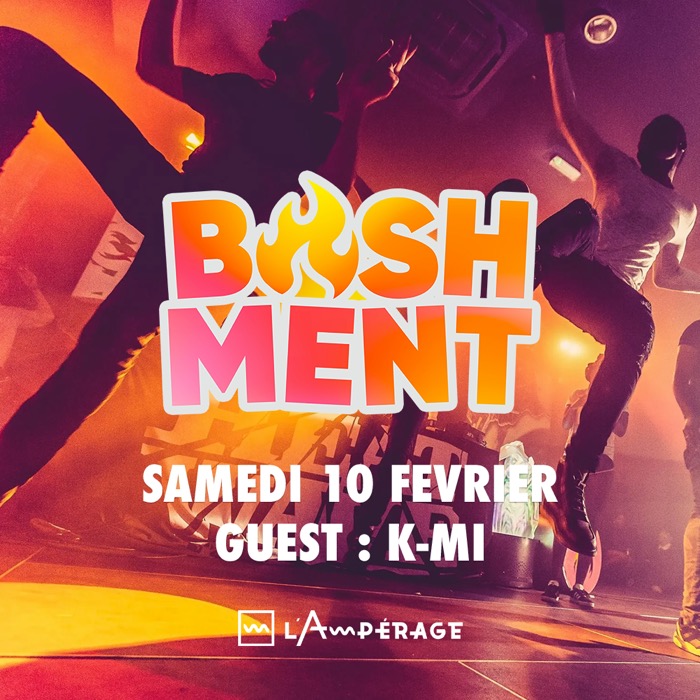 BASH
MENT
SAMEDI 10 FEVRIER
GUEST : K-MI
L'AMPÉRAGE